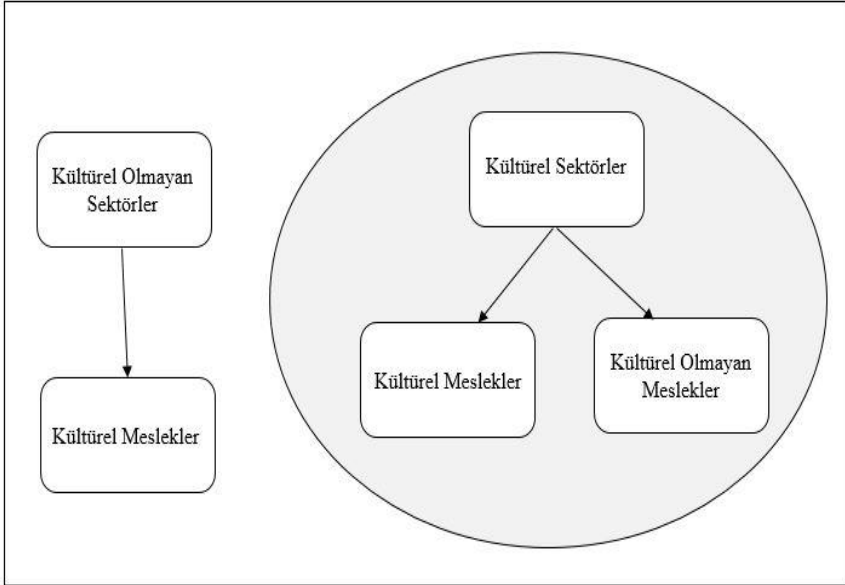 Kültürel Olmayan
Sektörler
Kültürel Meslekler
Kültürel Sektörler
Kültürel Meslekler
Kültürel Olmayan
Meslekler